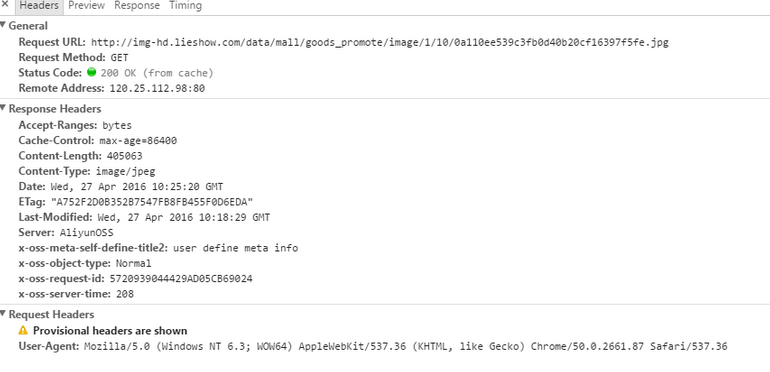 × Headers Preview Response Timing
General
Request URL: http://img-hd.lieshow.com/data/mall/goods_promote/image/1/10/0a110ee539c3fb0d40b20cf16397f5fe.jpg
Request Method: GET
Status Code: 200 OK (from cache)
Remote Address: 120.25.112.98:80
Response Headers
Accept-Ranges: bytes
Cache-Control: max-age=86400
Content-Length: 405063
Content-Type: image/jpeg
Date: Wed, 27 Apr 2016 10:25:20 GMT
ETag: "A752F2D0B352B7547FB8FB455F0D6EDA"
Last-Modified: Wed, 27 Apr 2016 10:18:29 GMT
Server: AliyunOSS
x-oss-meta-self-define-title2: user define meta info
x-oss-object-type: Normal
x-oss-request-id: 5720939044429AD05CB69024
x-oss-server-time: 208
Request Headers
Provisional headers are shown
User-Agent: Mozilla/5.0 (Windows NT 6.3; WOW64) AppleWebKit/537.36 (KHTML, like Gecko) Chrome/50.0.2661.87 Safari/537.36